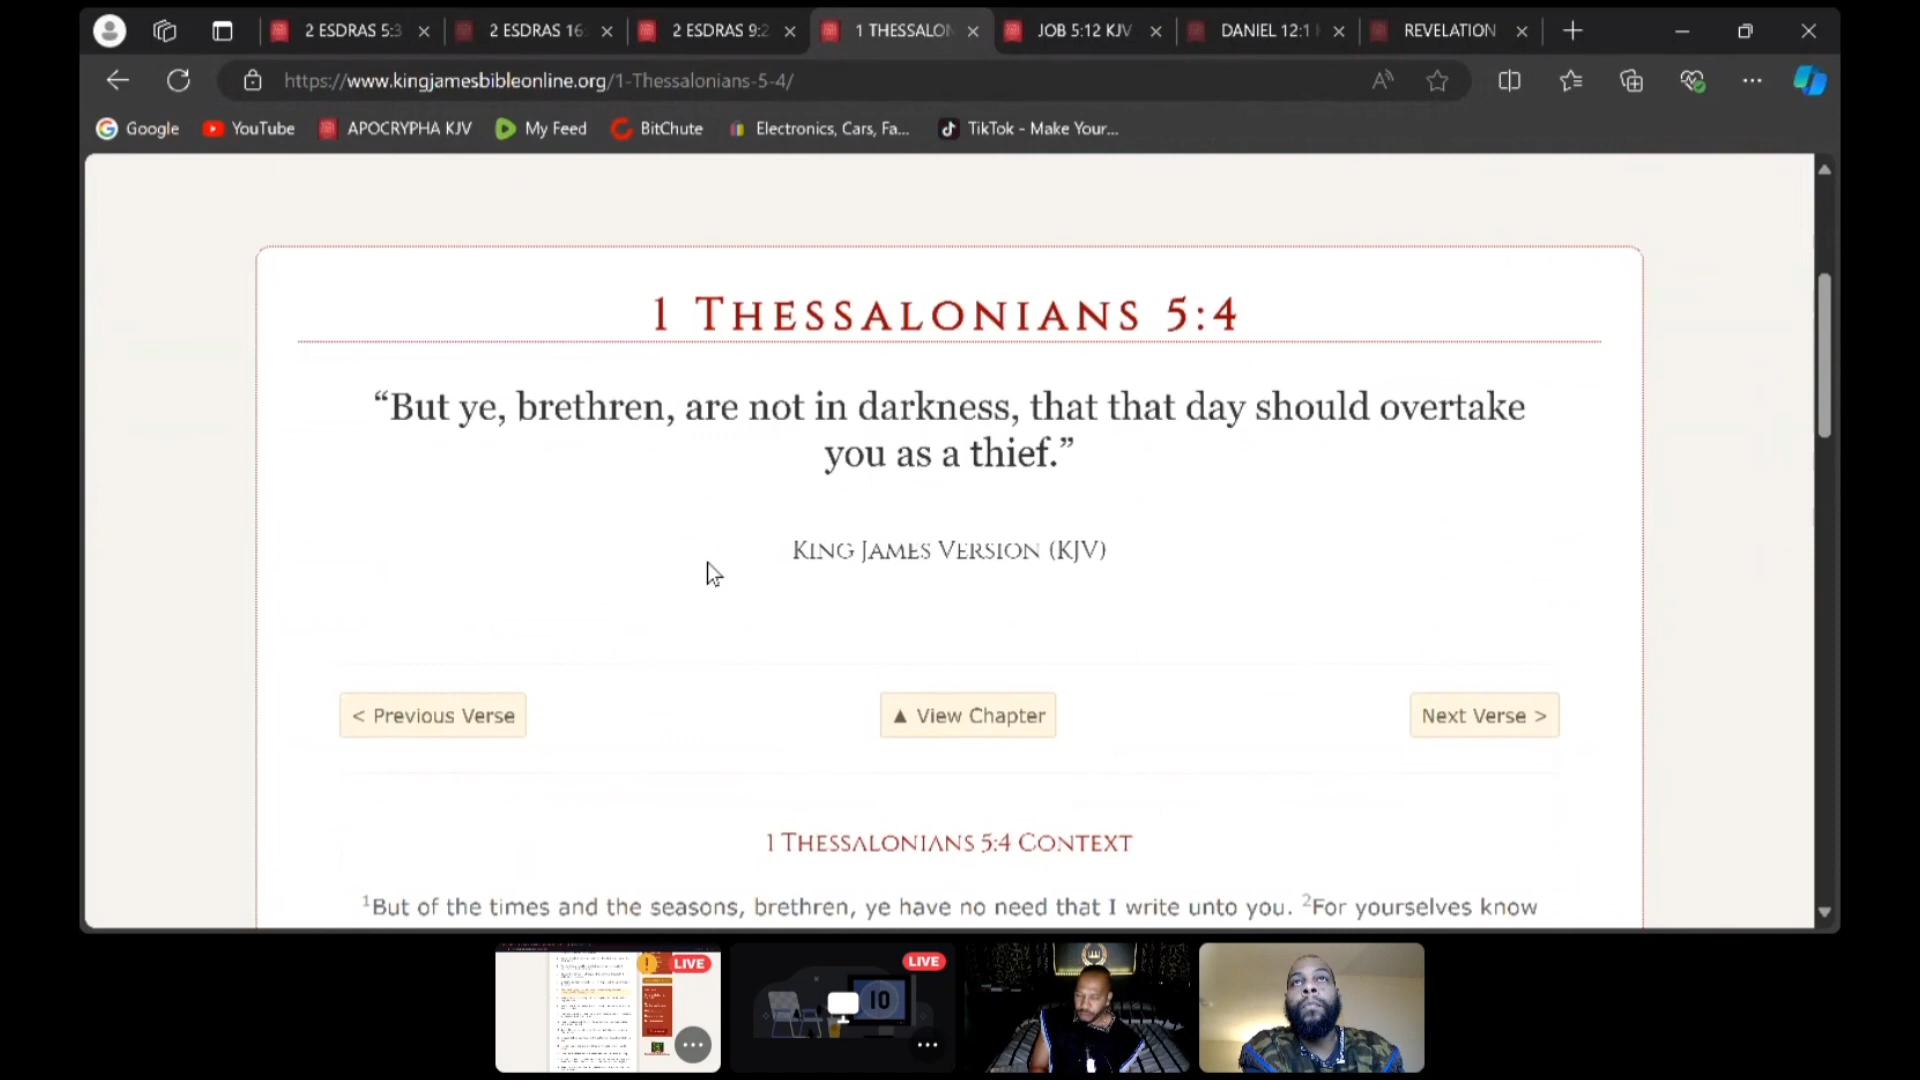 2 ESDRAS 5:3
2 ESDRAS 16:
2 ESDRAS 9:2
1 THESSALON
JOB 5:12 KJV
DANIEL 12:1
REVELATION
https://www.kingjamesbibleonline.org/1-Thessalonians-5-4/
Google
YouTube
APOCRYPHA KJV
My Feed
BitChute
Electronics, Cars, Fa...
TikTok - Make Your...
1 THESSALONIANS 5:4
“But ye, brethren, are not in darkness, that that day should overtake
you as a thief.”
KING JAMES VERSION (KJV)
< Previous Verse
▲ View Chapter
Next Verse >
1 THESSALONIANS 5:4 CONTEXT
1But of the times and the seasons, brethren, ye have no need that I write unto you. 2For yourselves know
LIVE
LIVE
10